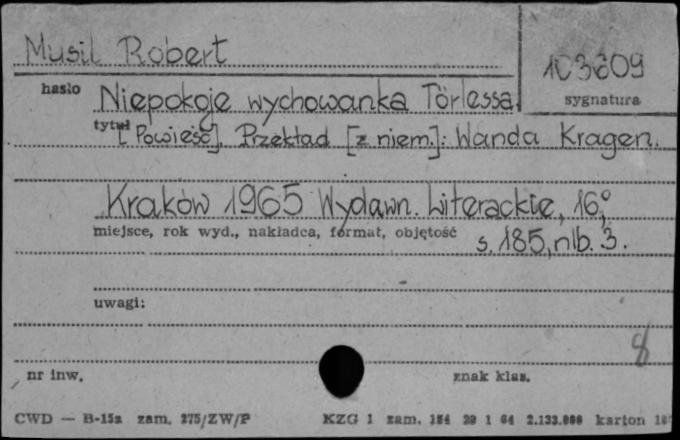 Musil Robert
103609
hasło
sygnatura
Niepokoje wychowanka Törlessa.
tytuł
[Powieść]. Przekład [z niem.]: Wanda Kragen.
Kraków 1965 Wydawn. Literackie, 16°,
miejsce, rok wyd., nakładca, format, objętość
s. 185, nlb. 3.
uwagi:
8
nr inw.
znak klas.
CWD — B-15a zam. 275/ZW/P KZG 1 zam. 154 29 1 64 2.133.000 karton